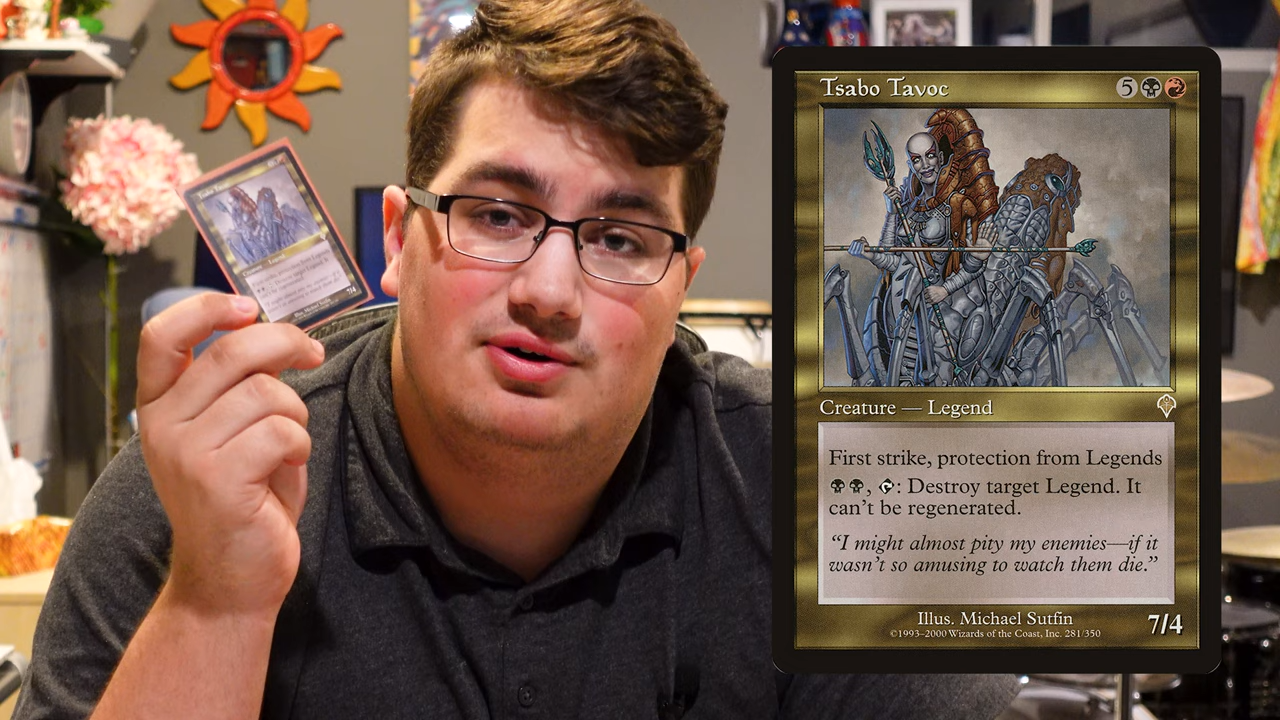 Tsabo Tavoc
5
Creature — Legend
First strike, protection from Legends
: Destroy target Legend. It
can't be regenerated.
"I might almost pity my enemies—if it
wasn't so amusing to watch them die."
Illus. Michael Sutfin
©1993–2000 Wizards of the Coast, Inc. 281/350
7/4